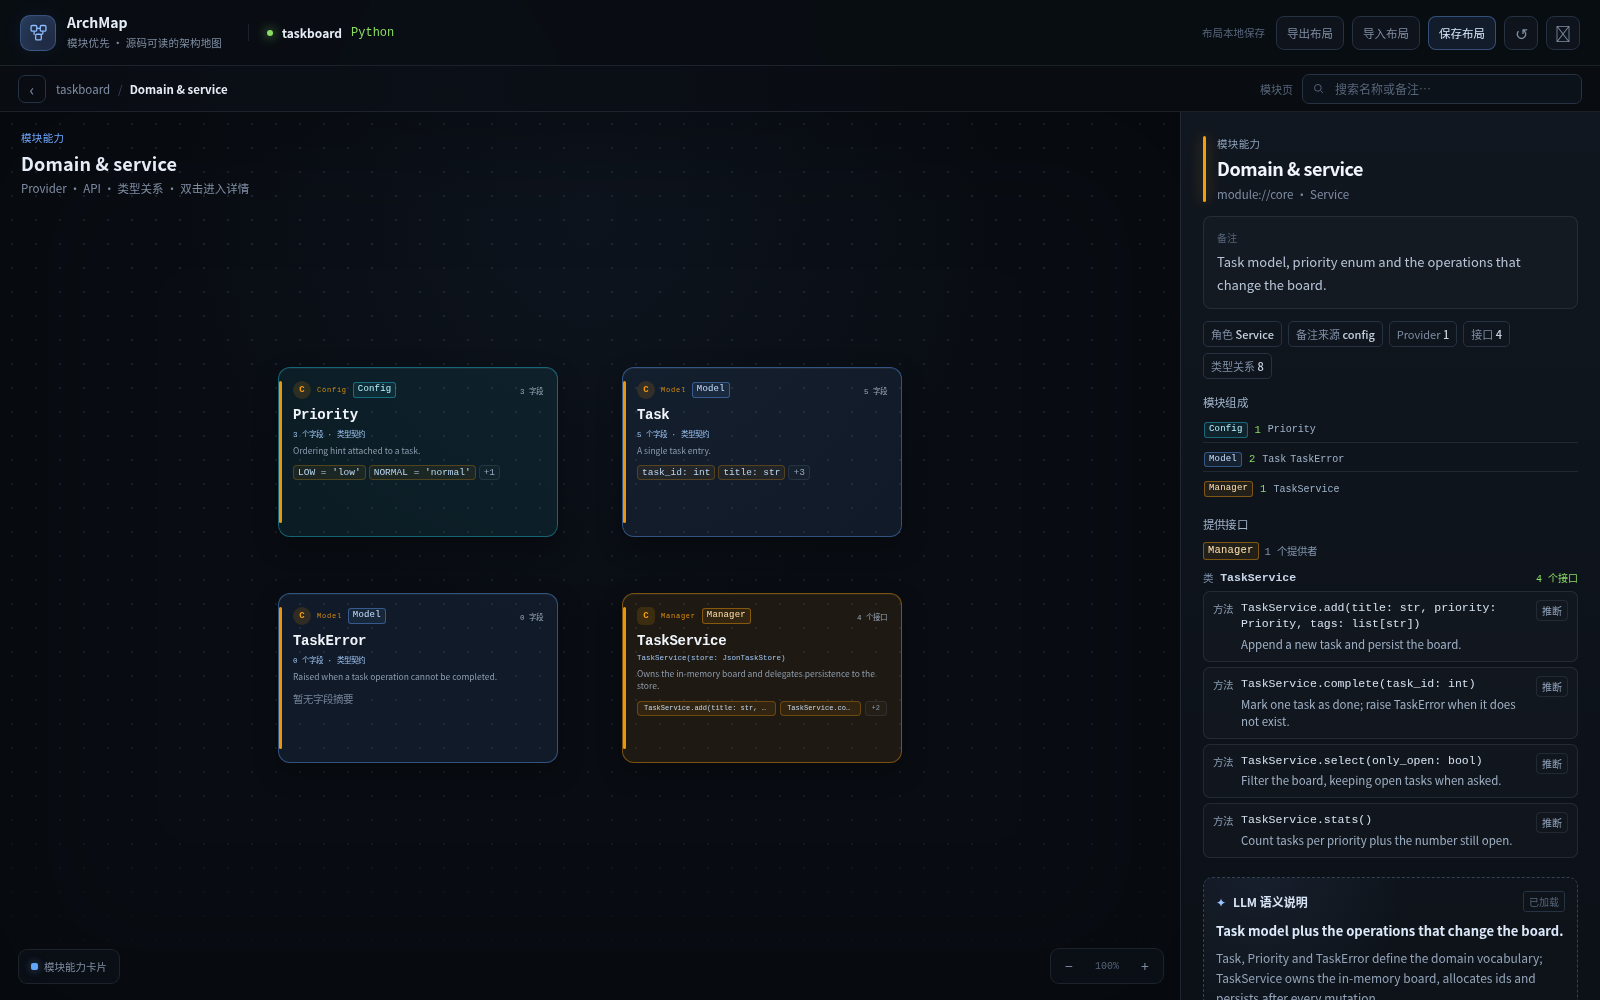 ArchMap
模块优先 • 源码可读的架构地图
taskboard Python
布局本地保存
导出布局
导入布局
保存布局
↺
‹
taskboard / Domain & service
模块页
搜索名称或备注…
模块能力
Domain & service
Provider • API • 类型关系 • 双击进入详情
C Config Config 3 字段
Priority
3 个字段 · 类型契约
Ordering hint attached to a task.
LOW = 'low' NORMAL = 'normal' +1
C Model Model 5 字段
Task
5 个字段 · 类型契约
A single task entry.
task_id: int title: str +3
C Model Model 0 字段
TaskError
0 个字段 · 类型契约
Raised when a task operation cannot be completed.
暂无字段摘要
C Manager Manager 4 个接口
TaskService
TaskService(store: JsonTaskStore)
Owns the in-memory board and delegates persistence to the
store.
TaskService.add(title: str, … TaskService.co… +2
模块能力卡片
− 100% +
模块能力
Domain & service
module://core • Service
备注
Task model, priority enum and the operations that
change the board.
角色 Service 备注来源 config Provider 1 接口 4
类型关系 8
模块组成
Config 1 Priority
Model 2 Task TaskError
Manager 1 TaskService
提供接口
Manager 1 个提供者
类 TaskService 4 个接口
方法 TaskService.add(title: str, priority: 推断
Priority, tags: list[str])
Append a new task and persist the board.
方法 TaskService.complete(task_id: int) 推断
Mark one task as done; raise TaskError when it does
not exist.
方法 TaskService.select(only_open: bool) 推断
Filter the board, keeping open tasks when asked.
方法 TaskService.stats() 推断
Count tasks per priority plus the number still open.
✦ LLM 语义说明 已加载
Task model plus the operations that change the board.
Task, Priority and TaskError define the domain vocabulary;
TaskService owns the in-memory board, allocates ids and
persists after every mutation.